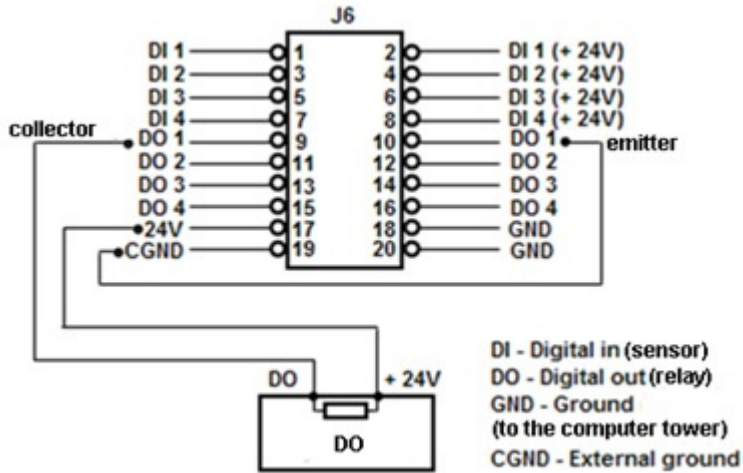 J6
DI 1 1 2 DI 1 (+ 24V)
DI 2 3 4 DI 2 (+ 24V)
DI 3 5 6 DI 3 (+ 24V)
DI 4 7 8 DI 4 (+ 24V)
collector DO 1 9 10 DO 1 emitter
DO 2 11 12 DO 2
DO 3 13 14 DO 3
DO 4 15 16 DO 4
24V 17 18 GND
CGND 19 20 GND
DO + 24V
DO
DI - Digital in (sensor)
DO - Digital out (relay)
GND - Ground
(to the computer tower)
CGND - External ground